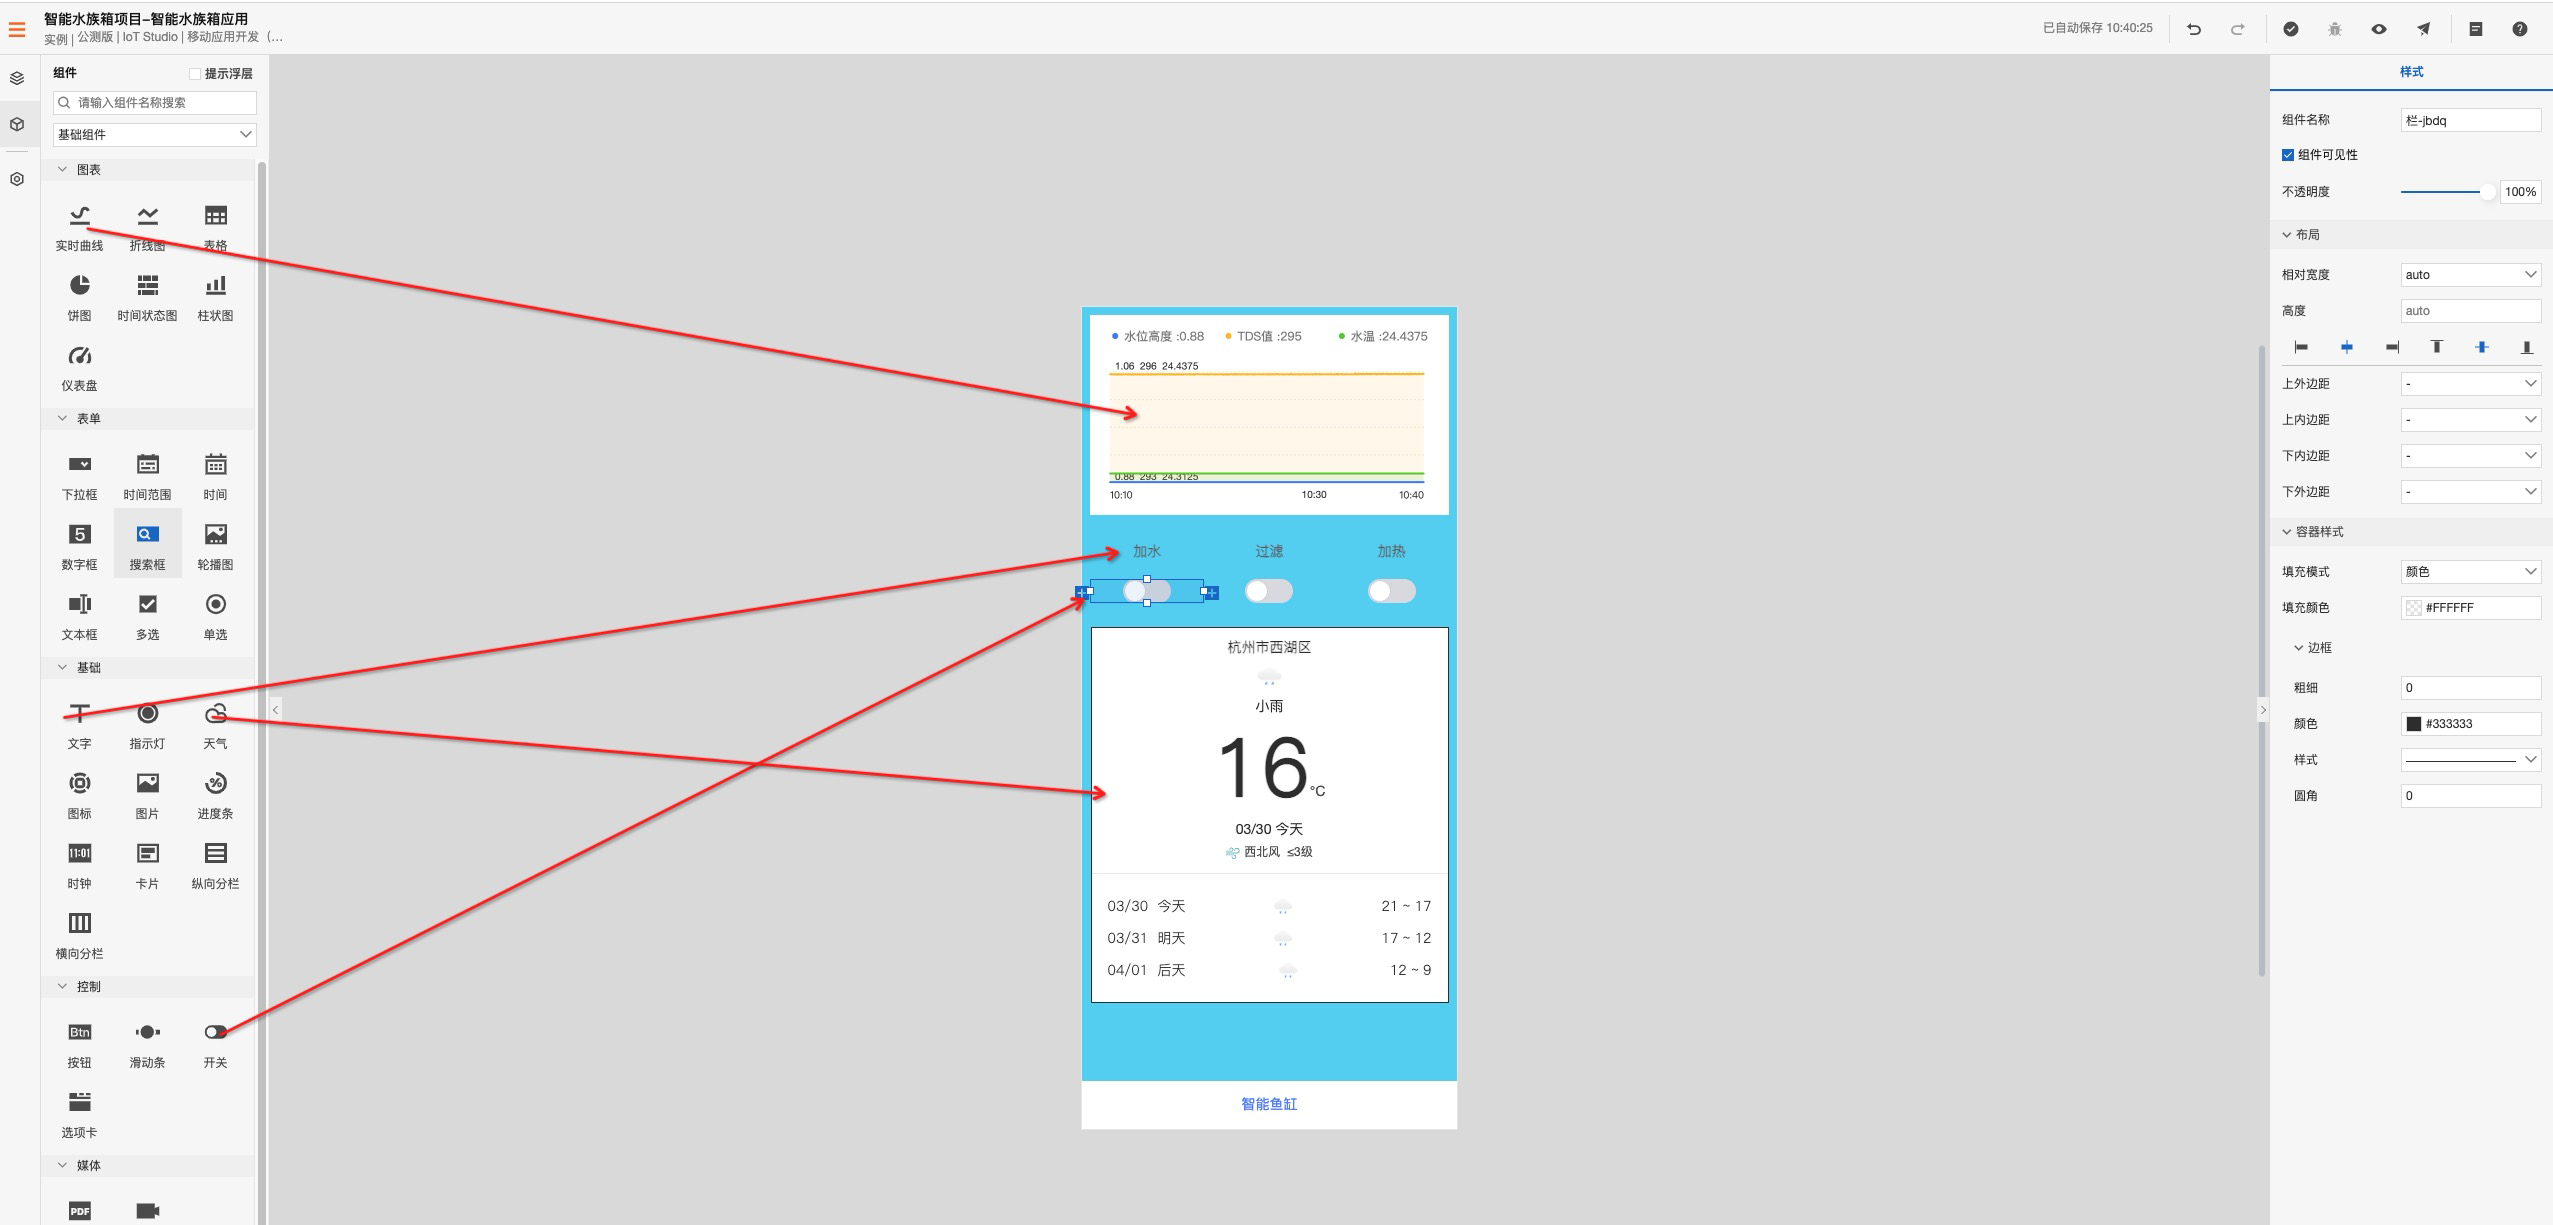 智能水族箱项目-智能水族箱应用
实例 | 公测版 | IoT Studio | 移动应用开发（...
已自动保存 10:40:25
组件
提示浮层
请输入组件名称搜索
基础组件
图表
实时曲线 折线图 表格
饼图 时间状态图 柱状图
仪表盘
表单
下拉框 时间范围 时间
5
数字框 搜索框 轮播图
文本框 多选 单选
基础
文字 指示灯 天气
图标 图片 进度条
11:01
时钟 卡片 纵向分栏
横向分栏
控制
Btn
按钮 滑动条 开关
选项卡
媒体
PDF
水位高度 :0.88 TDS值 :295 水温 :24.4375
1.06 296 24.4375
0.88 293 24.3125
10:10 10:30 10:40
加水 过滤 加热
杭州市西湖区
小雨
16°C
03/30 今天
西北风 ≤3级
03/30 今天 21 ~ 17
03/31 明天 17 ~ 12
04/01 后天 12 ~ 9
智能鱼缸
样式
组件名称 栏-jbdq
组件可见性
不透明度 100%
布局
相对宽度 auto
高度 auto
上外边距 -
上内边距 -
下内边距 -
下外边距 -
容器样式
填充模式 颜色
填充颜色 #FFFFFF
边框
粗细 0
颜色 #333333
样式
圆角 0